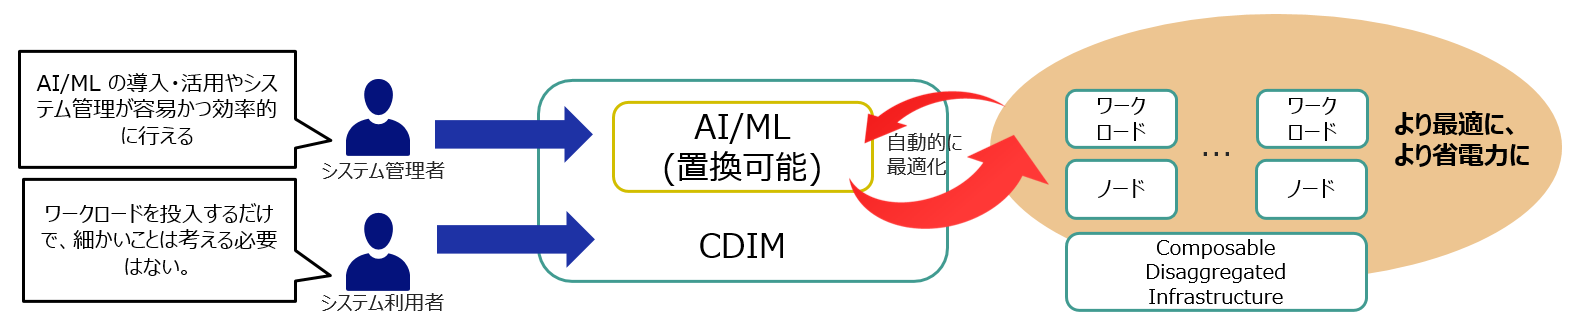 AI/ML の導入・活用やシス
テム管理が容易かつ効率的
に行える
システム管理者
ワークロードを投入するだけ
で、細かいことは考える必要
はない。
システム利用者
AI/ML
(置換可能)
CDIM
自動的に
最適化
ワーク
ロード
ノード
...
ワーク
ロード
ノード
Composable
Disaggregated
Infrastructure
より最適に、
より省電力に